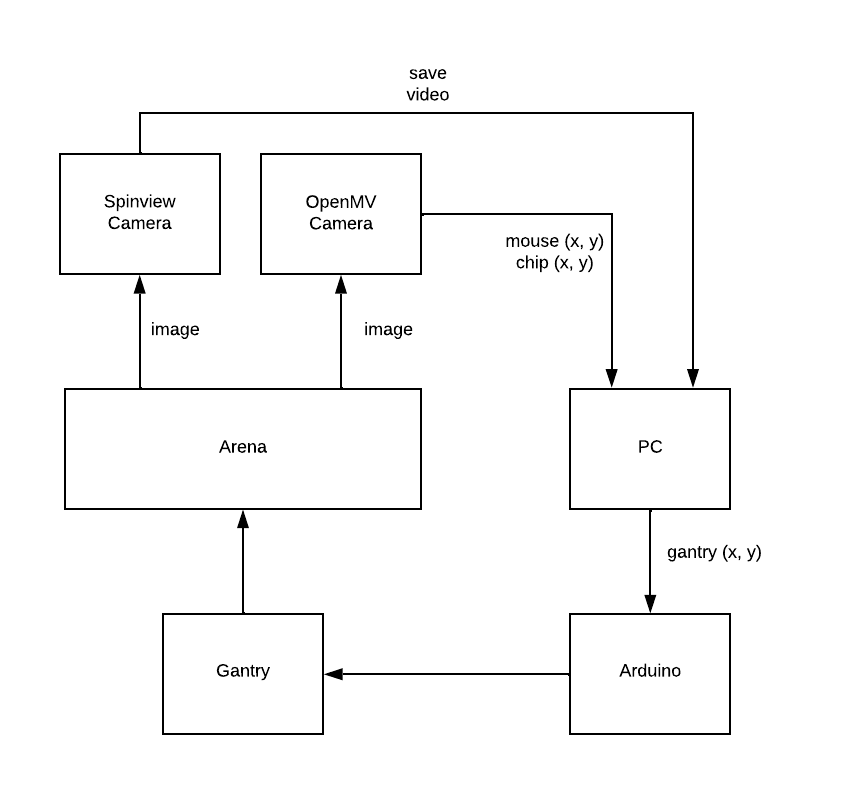 save
video
Spinview
Camera
OpenMV
Camera
mouse (x, y)
chip (x, y)
image
image
Arena
PC
gantry (x, y)
Gantry
Arduino